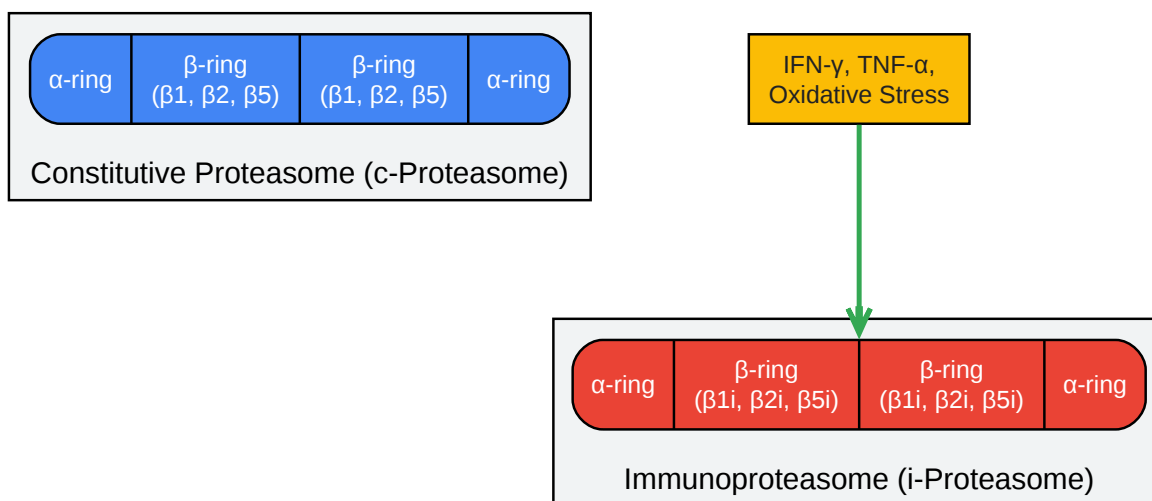 α-ring
β-ring
(β1, β2, β5)
β-ring
(β1, β2, β5)
α-ring
Constitutive Proteasome (c-Proteasome)
IFN-γ, TNF-α,
Oxidative Stress
α-ring
β-ring
(β1i, β2i, β5i)
β-ring
(β1i, β2i, β5i)
α-ring
Immunoproteasome (i-Proteasome)